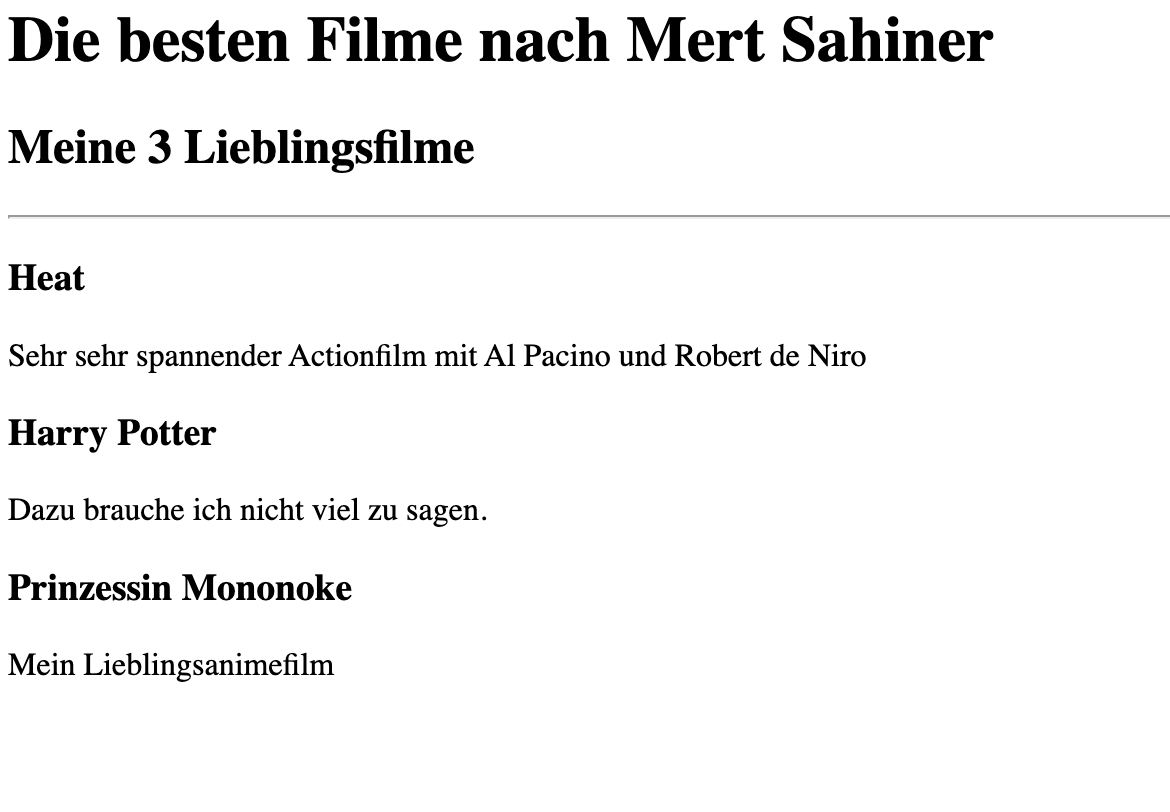 Die besten Filme nach Mert Sahiner
Meine 3 Lieblingsfilme
Heat
Sehr sehr spannender Actionfilm mit Al Pacino und Robert de Niro
Harry Potter
Dazu brauche ich nicht viel zu sagen.
Prinzessin Mononoke
Mein Lieblingsanimefilm